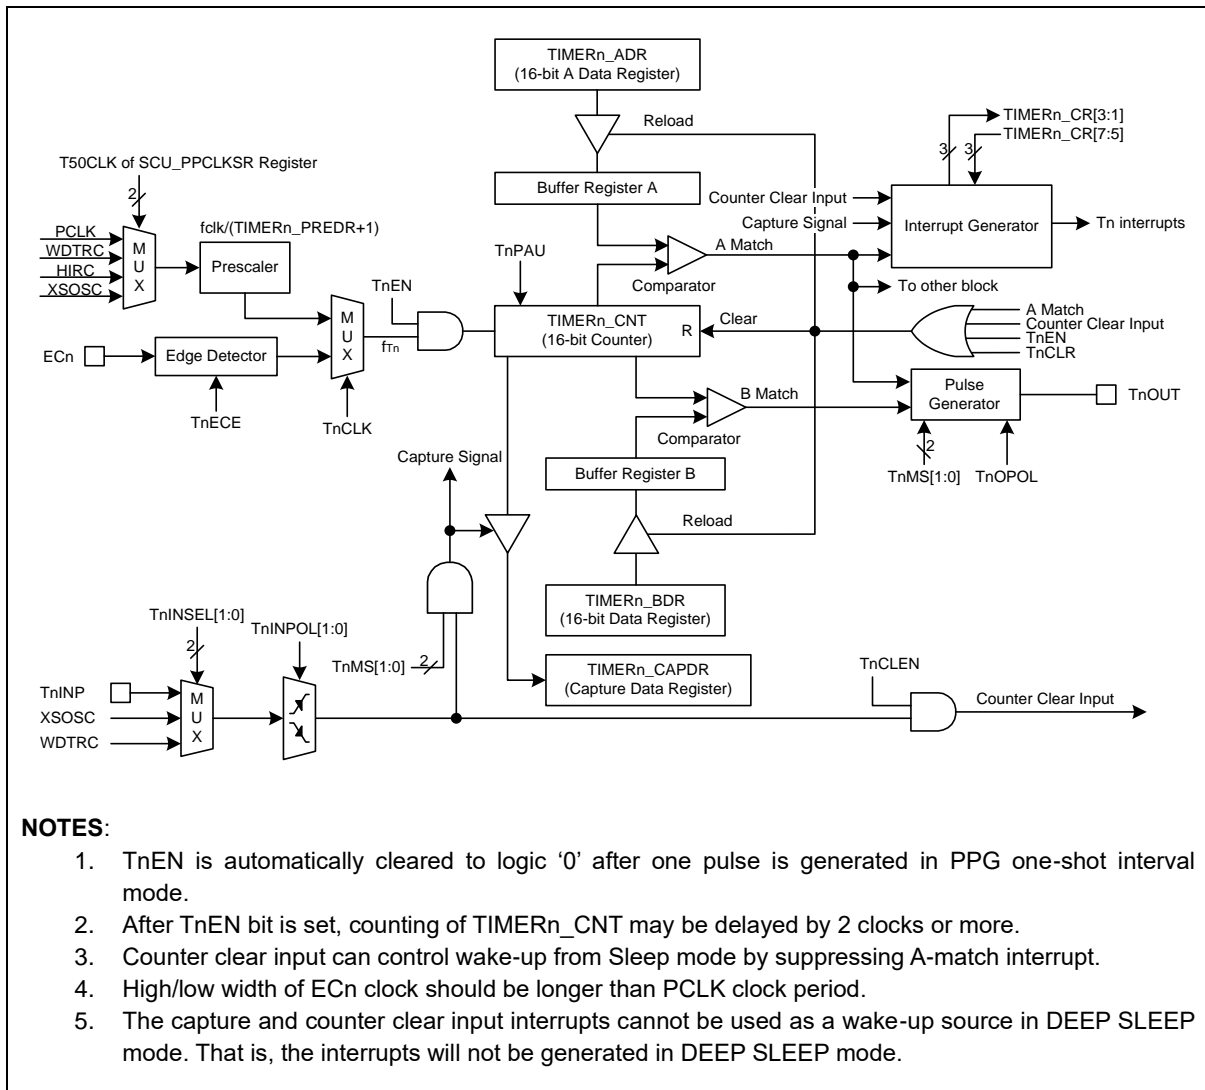 TIMERn_ADR
(16-bit A Data Register)
Reload
TIMERn_CR[3:1]
TIMERn_CR[7:5]
3
3
T50CLK of SCU_PPCLKSR Register
2
Buffer Register A
Counter Clear Input
Capture Signal
Interrupt Generator
Tn interrupts
PCLK
WDTRC
HIRC
XSOSC
M
U
X
fclk/(TIMERn_PREDR+1)
Prescaler
TnPAU
A Match
Comparator
To other block
TnEN
M
U
X
fTn
TIMERn_CNT
(16-bit Counter)
R
Clear
A Match
Counter Clear Input
TnEN
TnCLR
ECn
Edge Detector
TnECE
TnCLK
B Match
Comparator
Pulse
Generator
TnOUT
2
TnMS[1:0]
TnOPOL
Capture Signal
Buffer Register B
Reload
TIMERn_BDR
(16-bit Data Register)
TnINSEL[1:0]
2
TnINPOL[1:0]
TnMS[1:0]
2
TIMERn_CAPDR
(Capture Data Register)
TnCLEN
TnINP
XSOSC
WDTRC
M
U
X
Counter Clear Input
NOTES:
1. TnEN is automatically cleared to logic ‘0’ after one pulse is generated in PPG one-shot interval
mode.
2. After TnEN bit is set, counting of TIMERn_CNT may be delayed by 2 clocks or more.
3. Counter clear input can control wake-up from Sleep mode by suppressing A-match interrupt.
4. High/low width of ECn clock should be longer than PCLK clock period.
5. The capture and counter clear input interrupts cannot be used as a wake-up source in DEEP SLEEP
mode. That is, the interrupts will not be generated in DEEP SLEEP mode.